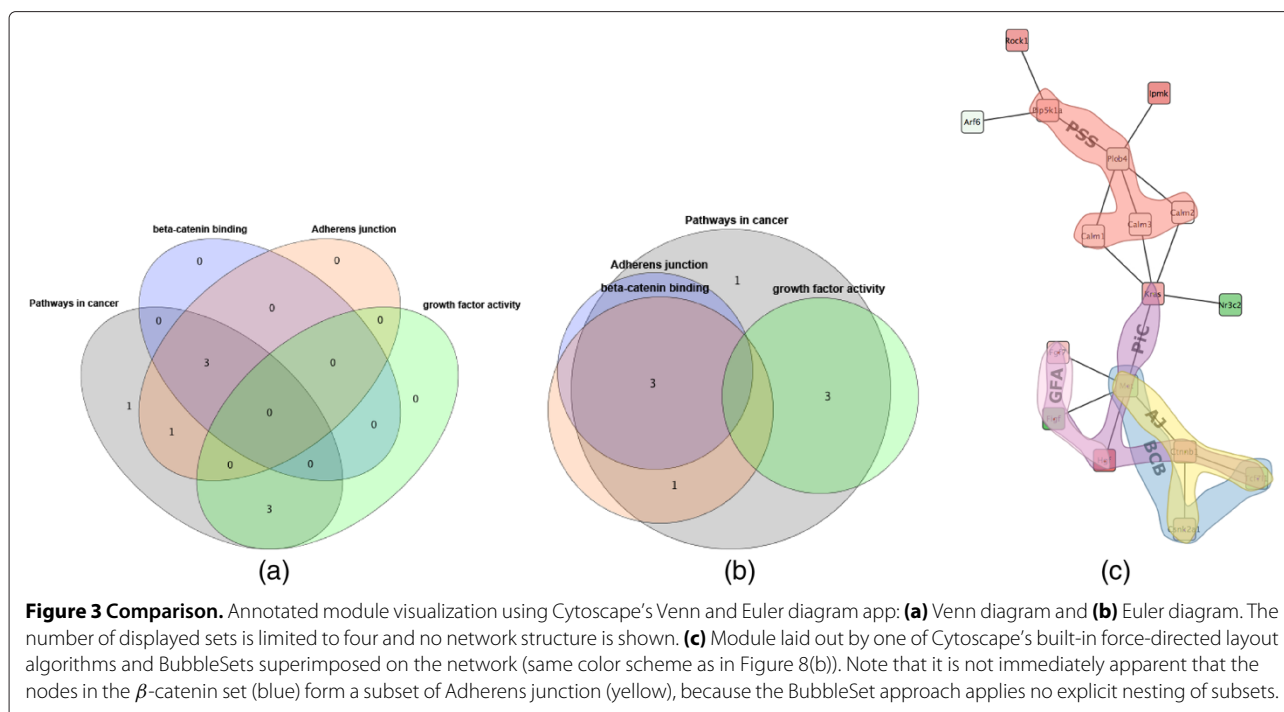 beta-catenin binding
Adherens junction
Pathways in cancer
growth factor activity
0
0
0
0
0
3
0
1
0
0
0
1
0
0
3
(a)
Pathways in cancer
Adherens junction
beta-catenin binding
growth factor activity
1
3
3
1
(b)
Rock1
Ipmk
Pip5k1a
Arf6
PSS
Plcb4
Calm2
Calm3
Calm1
Kras
Nr3c2
PiC
GFA
AJ
BCB
Ctnnb1
Csnk2a1
(c)
Figure 3 Comparison. Annotated module visualization using Cytoscape's Venn and Euler diagram app: (a) Venn diagram and (b) Euler diagram. The
number of displayed sets is limited to four and no network structure is shown. (c) Module laid out by one of Cytoscape's built-in force-directed layout
algorithms and BubbleSets superimposed on the network (same color scheme as in Figure 8(b)). Note that it is not immediately apparent that the
nodes in the β-catenin set (blue) form a subset of Adherens junction (yellow), because the BubbleSet approach applies no explicit nesting of subsets.